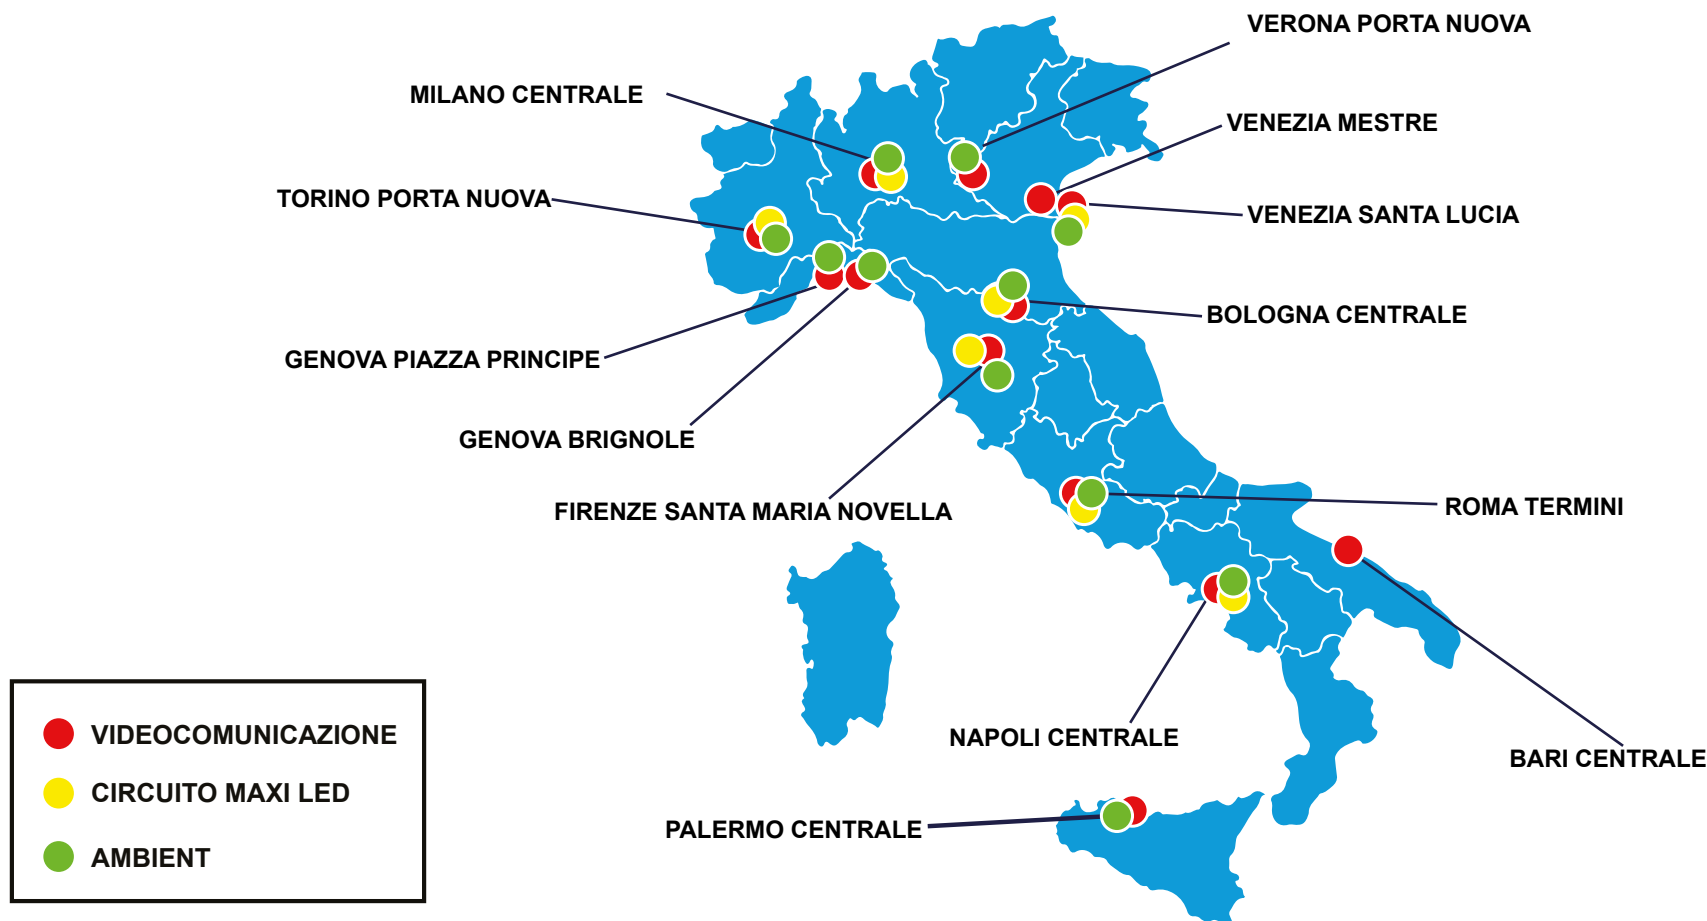 VERONA PORTA NUOVA
MILANO CENTRALE
VENEZIA MESTRE
TORINO PORTA NUOVA
VENEZIA SANTA LUCIA
BOLOGNA CENTRALE
GENOVA PIAZZA PRINCIPE
GENOVA BRIGNOLE
FIRENZE SANTA MARIA NOVELLA
ROMA TERMINI
NAPOLI CENTRALE
BARI CENTRALE
PALERMO CENTRALE
VIDEOCOMUNICAZIONE
CIRCUITO MAXI LED
AMBIENT